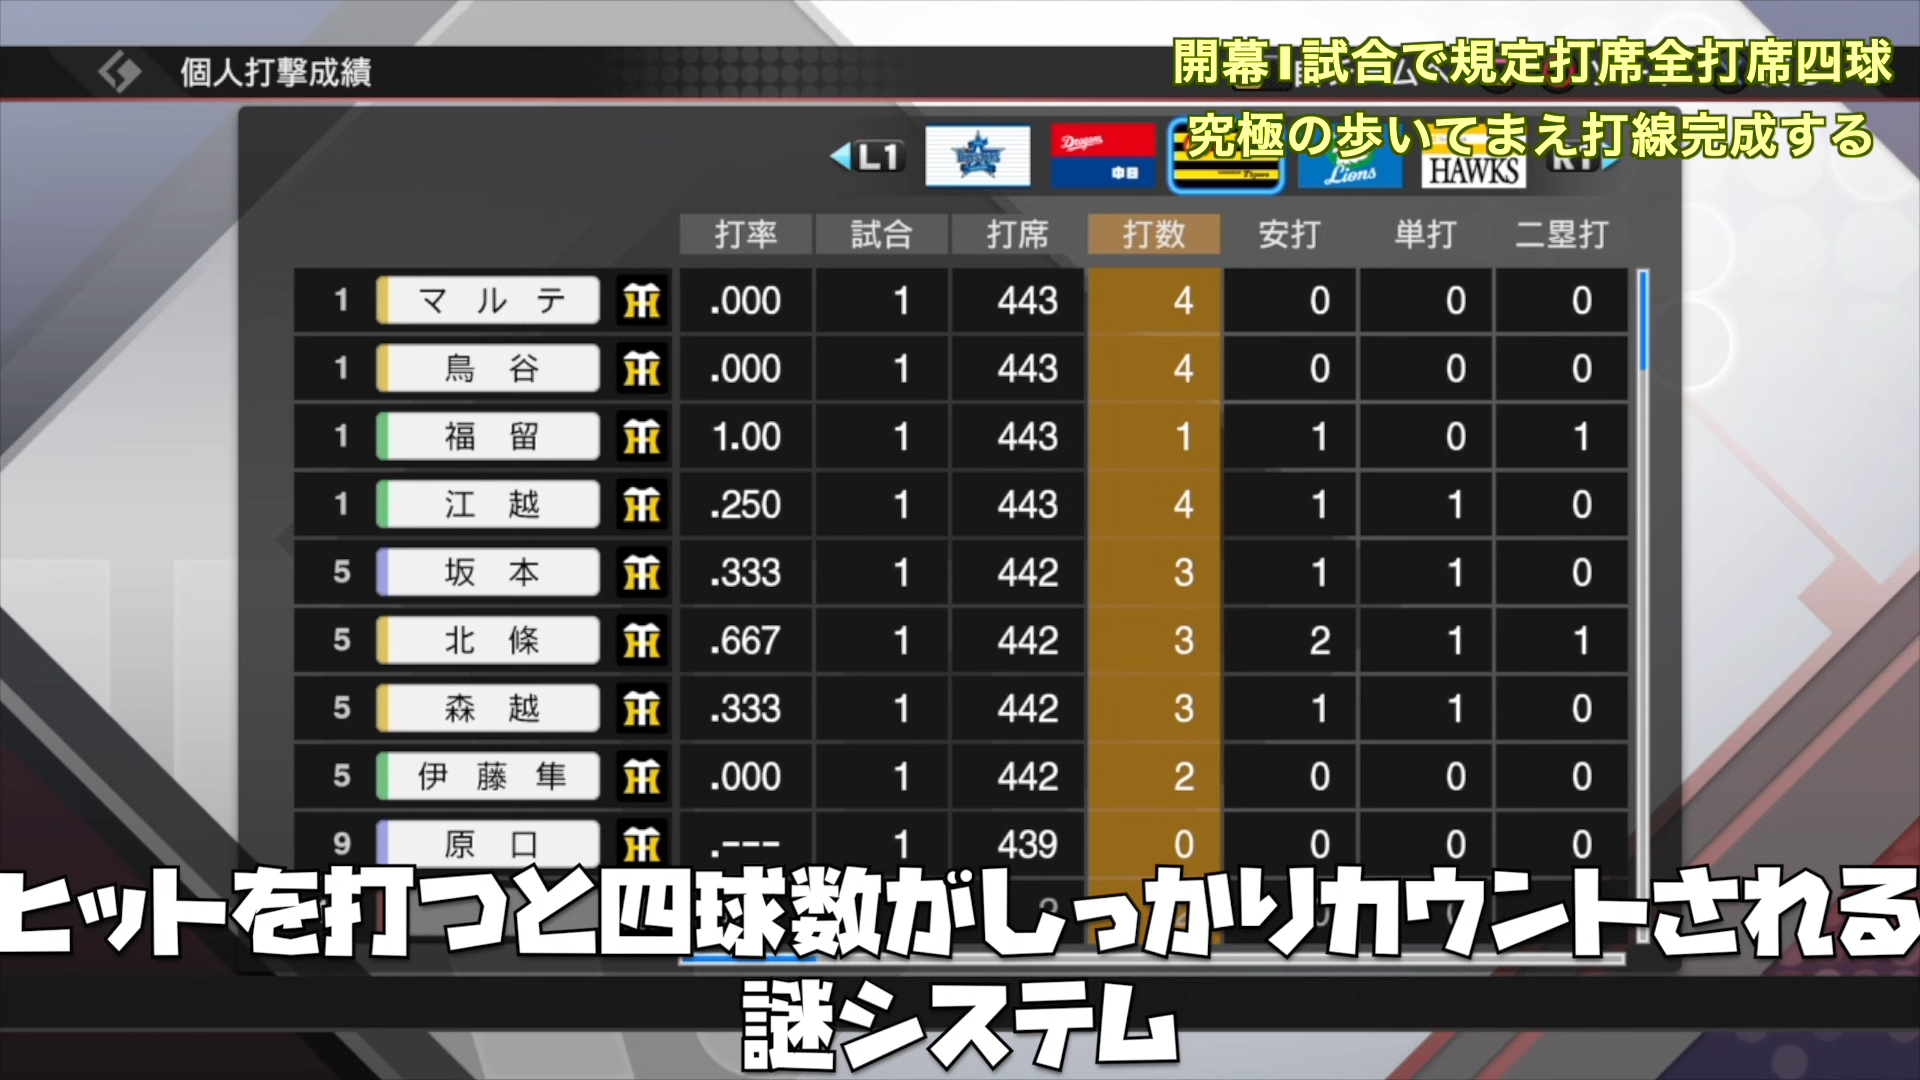 個人打撃成績
開幕1試合で規定打席全打席四球
究極の歩いてまえ打線完成する
L1 Dragons 中日 Tigers Lions HAWKS R1
打率 試合 打席 打数 安打 単打 二塁打
1 マルテ .000 1 443 4 0 0 0
1 鳥谷 .000 1 443 4 0 0 0
1 福留 1.00 1 443 1 1 0 1
1 江越 .250 1 443 4 1 1 0
5 坂本 .333 1 442 3 1 1 0
5 北條 .667 1 442 3 2 1 1
5 森越 .333 1 442 3 1 1 0
5 伊藤隼 .000 1 442 2 0 0 0
9 原口 .--- 1 439 0 0 0 0
ヒットを打つと四球数がしっかりカウントされる
謎システム